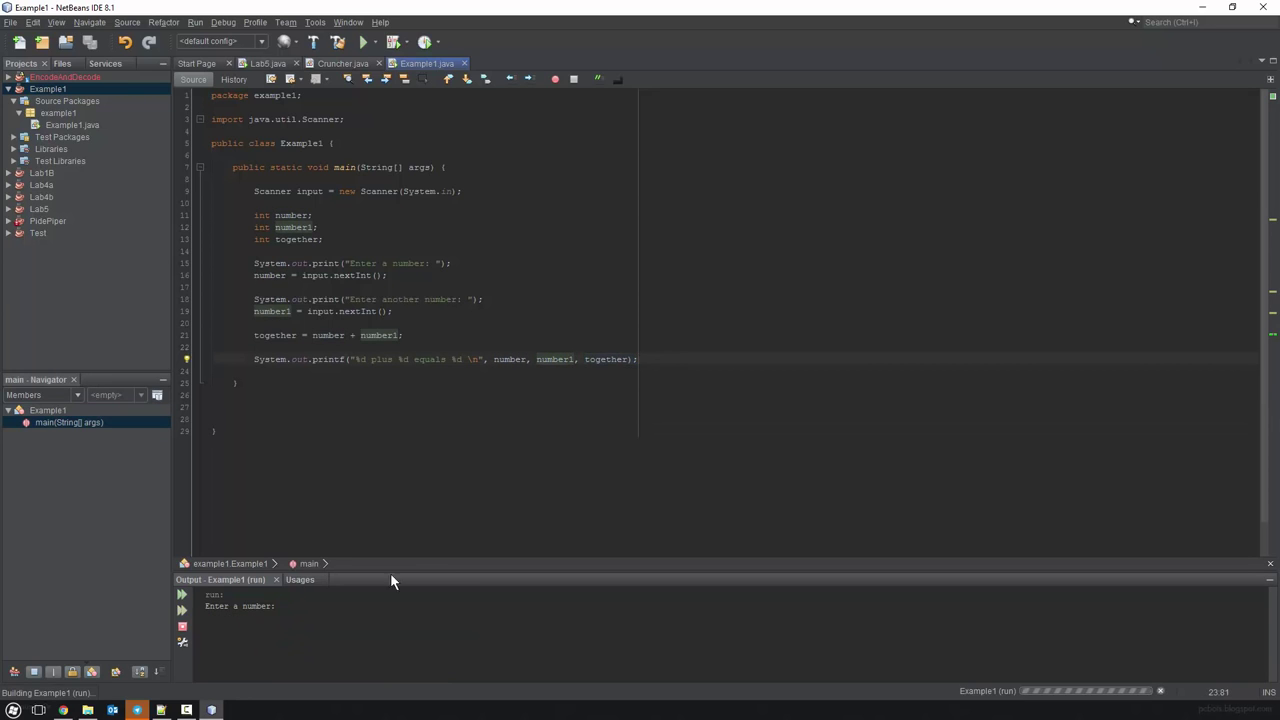 Example1 - NetBeans IDE 8.1
File Edit View Navigate Source Refactor Run Debug Profile Team Tools Window Help
Search (Ctrl+I)
<default config>
Projects Files Services
Start Page Lab5.java Cruncher.java Example1.java
Source History
EncodeAndDecode
Example1
Source Packages
example1
Example1.java
Test Packages
Libraries
Test Libraries
Lab1B
Lab4a
Lab4b
Lab5
PidePiper
Test
1 package example1;
2
3 import java.util.Scanner;
4
5 public class Example1 {
6
7 public static void main(String[] args) {
8
9 Scanner input = new Scanner(System.in);
10
11 int number;
12 int number1;
13 int together;
14
15 System.out.print("Enter a number: ");
16 number = input.nextInt();
17
18 System.out.print("Enter another number: ");
19 number1 = input.nextInt();
20
21 together = number + number1;
22
System.out.printf("%d plus %d equals %d \n", number, number1, together);
24
25 }
26
27
28
29 }
main - Navigator
Members <empty>
Example1
main(String[] args)
example1.Example1 main
Output - Example1 (run) Usages
run:
Enter a number:
Building Example1 (run)...
Example1 (run)
23:81 INS
pcbots.blogspot.com